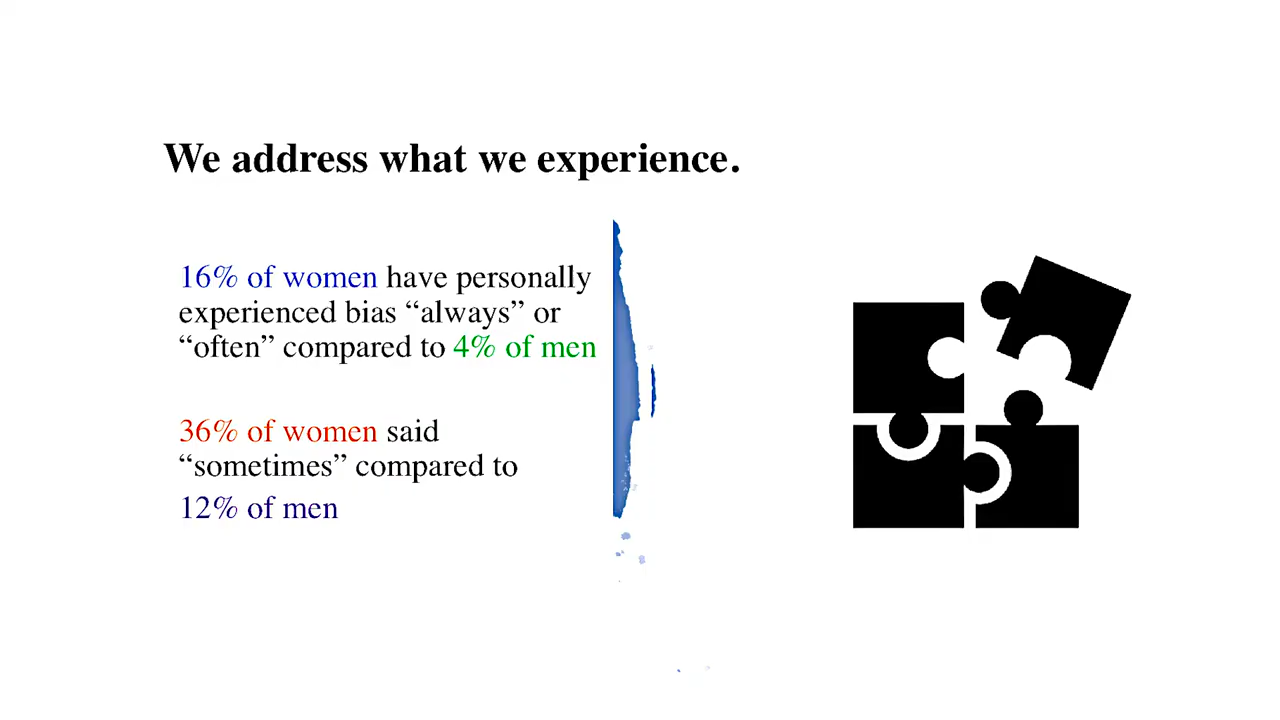 We address what we experience.
16% of women have personally
experienced bias “always” or
“often” compared to 4% of men
36% of women said
“sometimes” compared to
12% of men